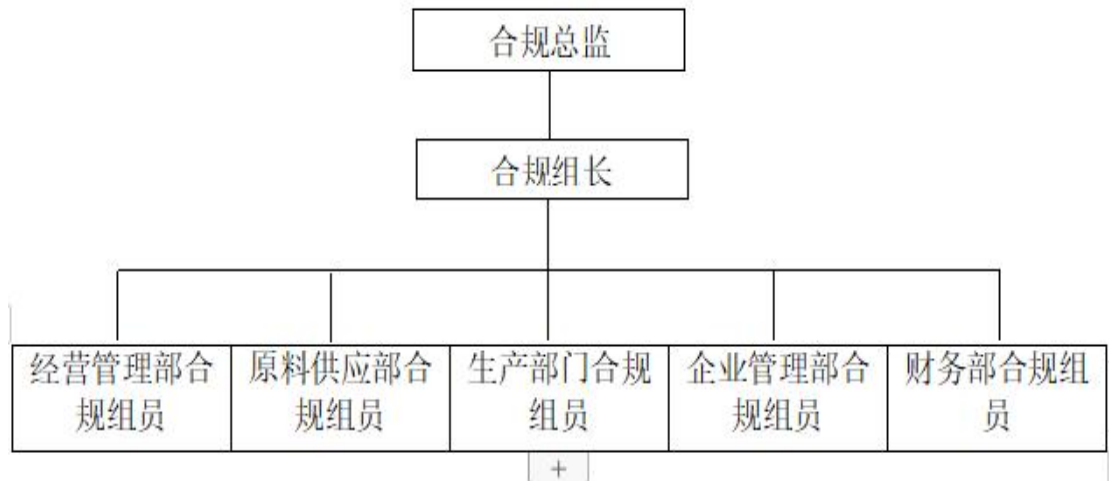 合规总监
合规组长
经营管理部合
规组员
原料供应部合
规组员
生产部门合规
组员
企业管理部合
规组员
财务部合规组
员
+